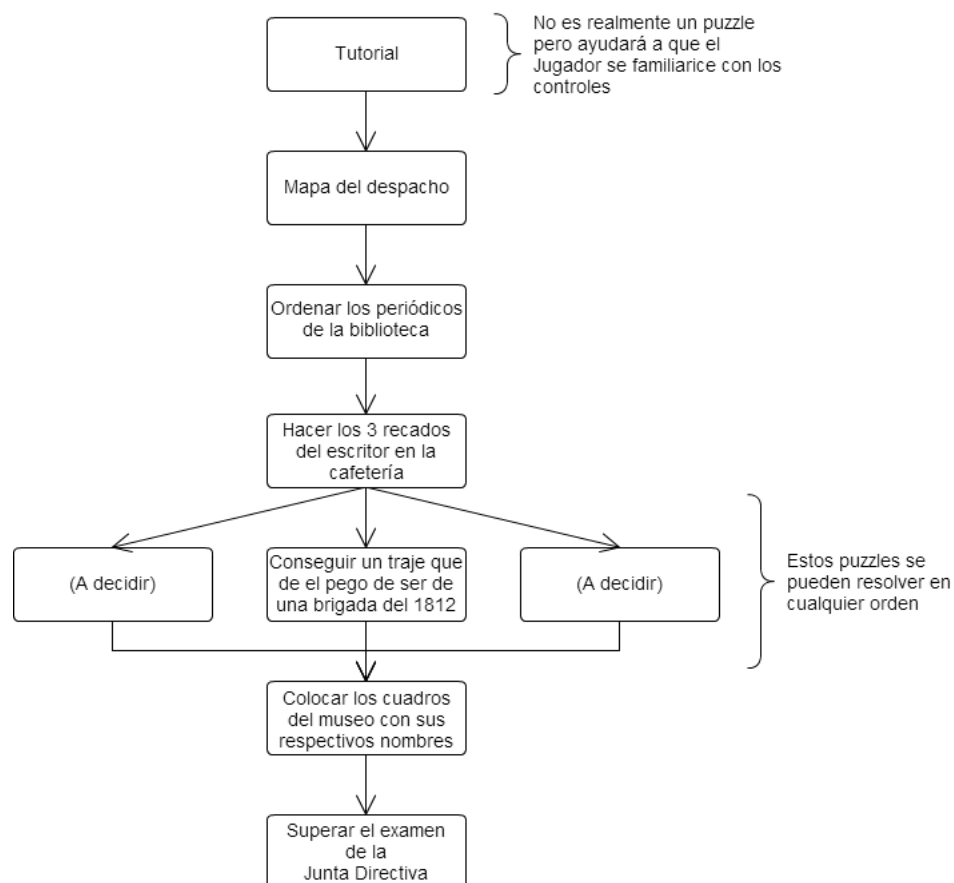 Tutorial
No es realmente un puzzle
pero ayudará a que el
Jugador se familiarice con los
controles
Mapa del despacho
Ordenar los periódicos
de la biblioteca
Hacer los 3 recados
del escritor en la
cafetería
(A decidir)
Conseguir un traje que
de el pego de ser de
una brigada del 1812
(A decidir)
Estos puzzles se
pueden resolver en
cualquier orden
Colocar los cuadros
del museo con sus
respectivos nombres
Superar el examen
de la
Junta Directiva